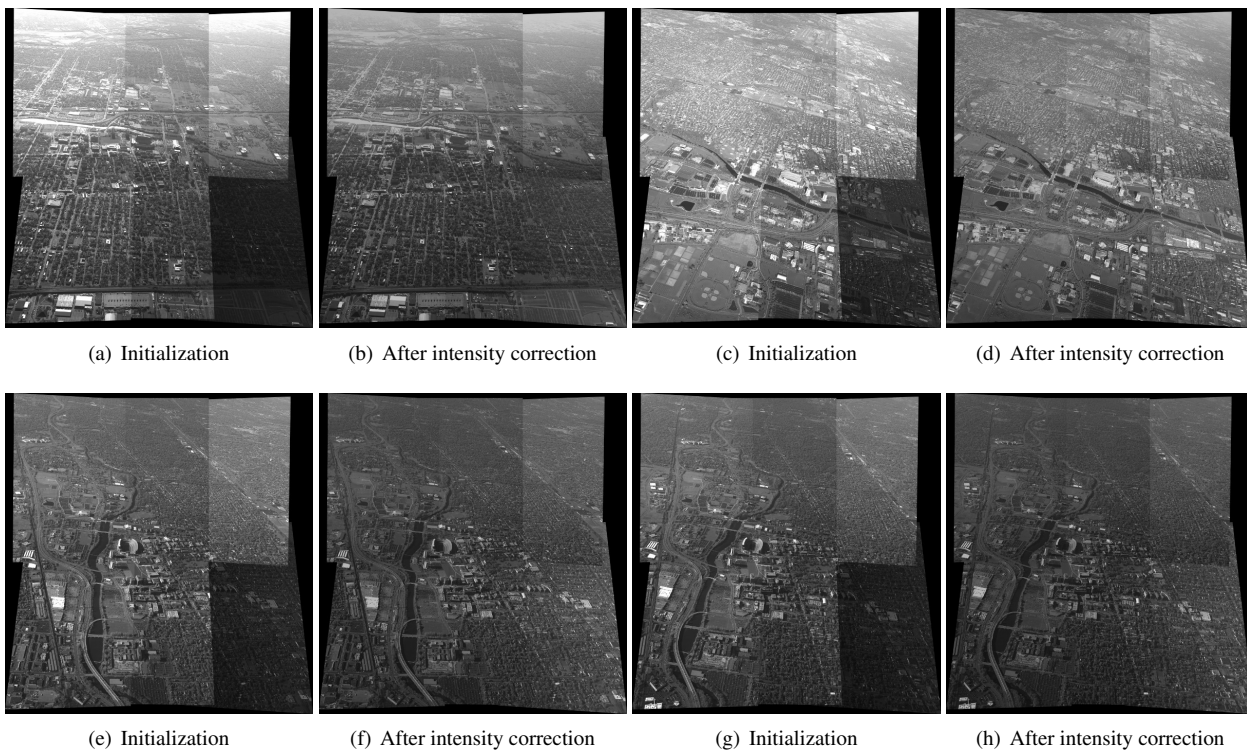 (a) Initialization
(b) After intensity correction
(c) Initialization
(d) After intensity correction
(e) Initialization
(f) After intensity correction
(g) Initialization
(h) After intensity correction